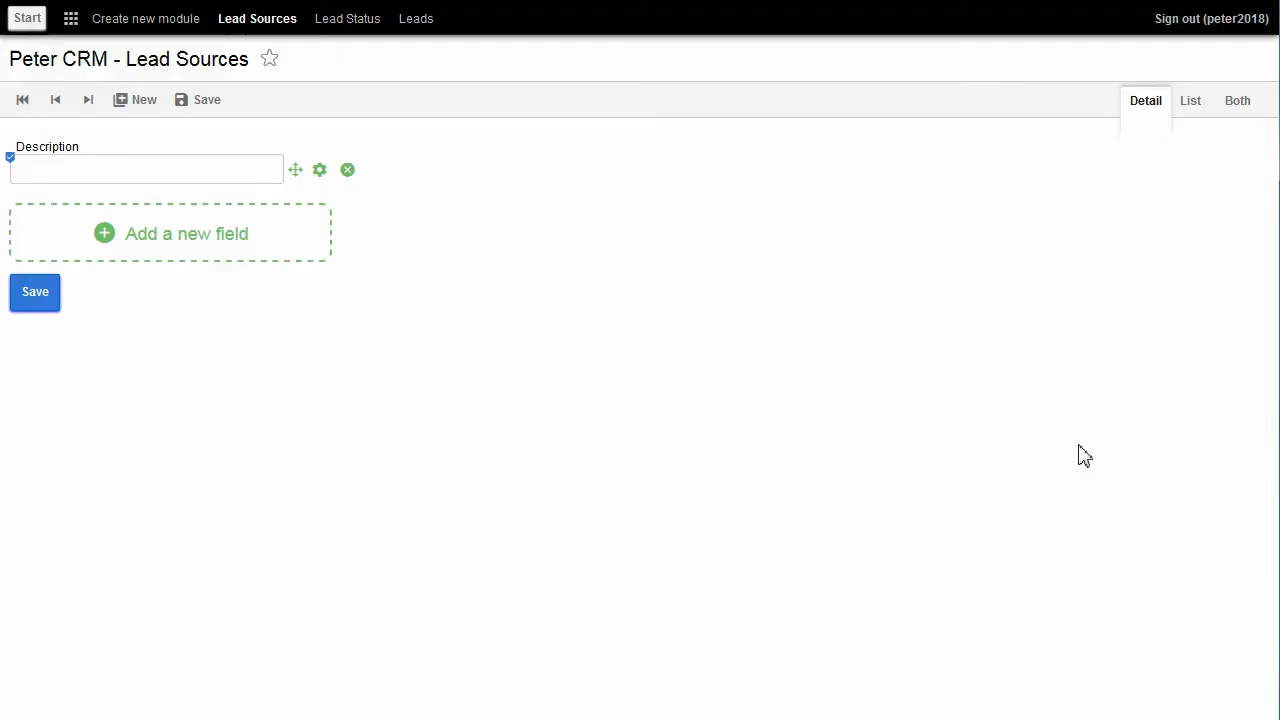 Start Create new module Lead Sources Lead Status Leads Sign out (peter2018)
Peter CRM - Lead Sources
New Save Detail List Both
Description
Add a new field
Save